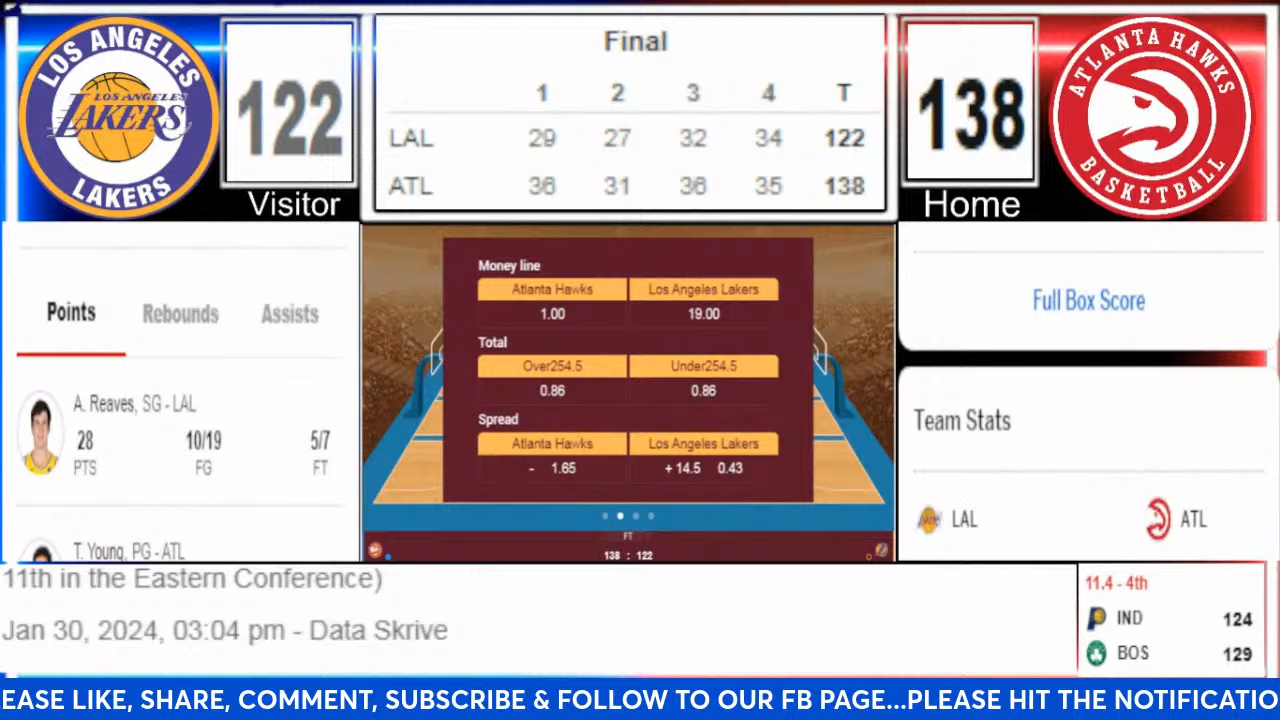 LOS ANGELES
LOS ANGELES
LAKERS
LAKERS
122
Visitor
Final
1 2 3 4 T
LAL 29 27 32 34 122
ATL 36 31 36 35 138
138
Home
ATLANTA HAWKS
BASKETBALL
Points Rebounds Assists
A. Reaves, SG - LAL
28 10/19 5/7
PTS FG FT
T. Young, PG - ATL
Money line
Atlanta Hawks Los Angeles Lakers
1.00 19.00
Total
Over254.5 Under254.5
0.86 0.86
Spread
Atlanta Hawks Los Angeles Lakers
- 1.65 +14.5 0.43
FT
138 : 122
Full Box Score
Team Stats
LAL ATL
11th in the Eastern Conference)
Jan 30, 2024, 03:04 pm - Data Skrive
11.4 - 4th
IND 124
BOS 129
EASE LIKE, SHARE, COMMENT, SUBSCRIBE & FOLLOW TO OUR FB PAGE...PLEASE HIT THE NOTIFICATIO